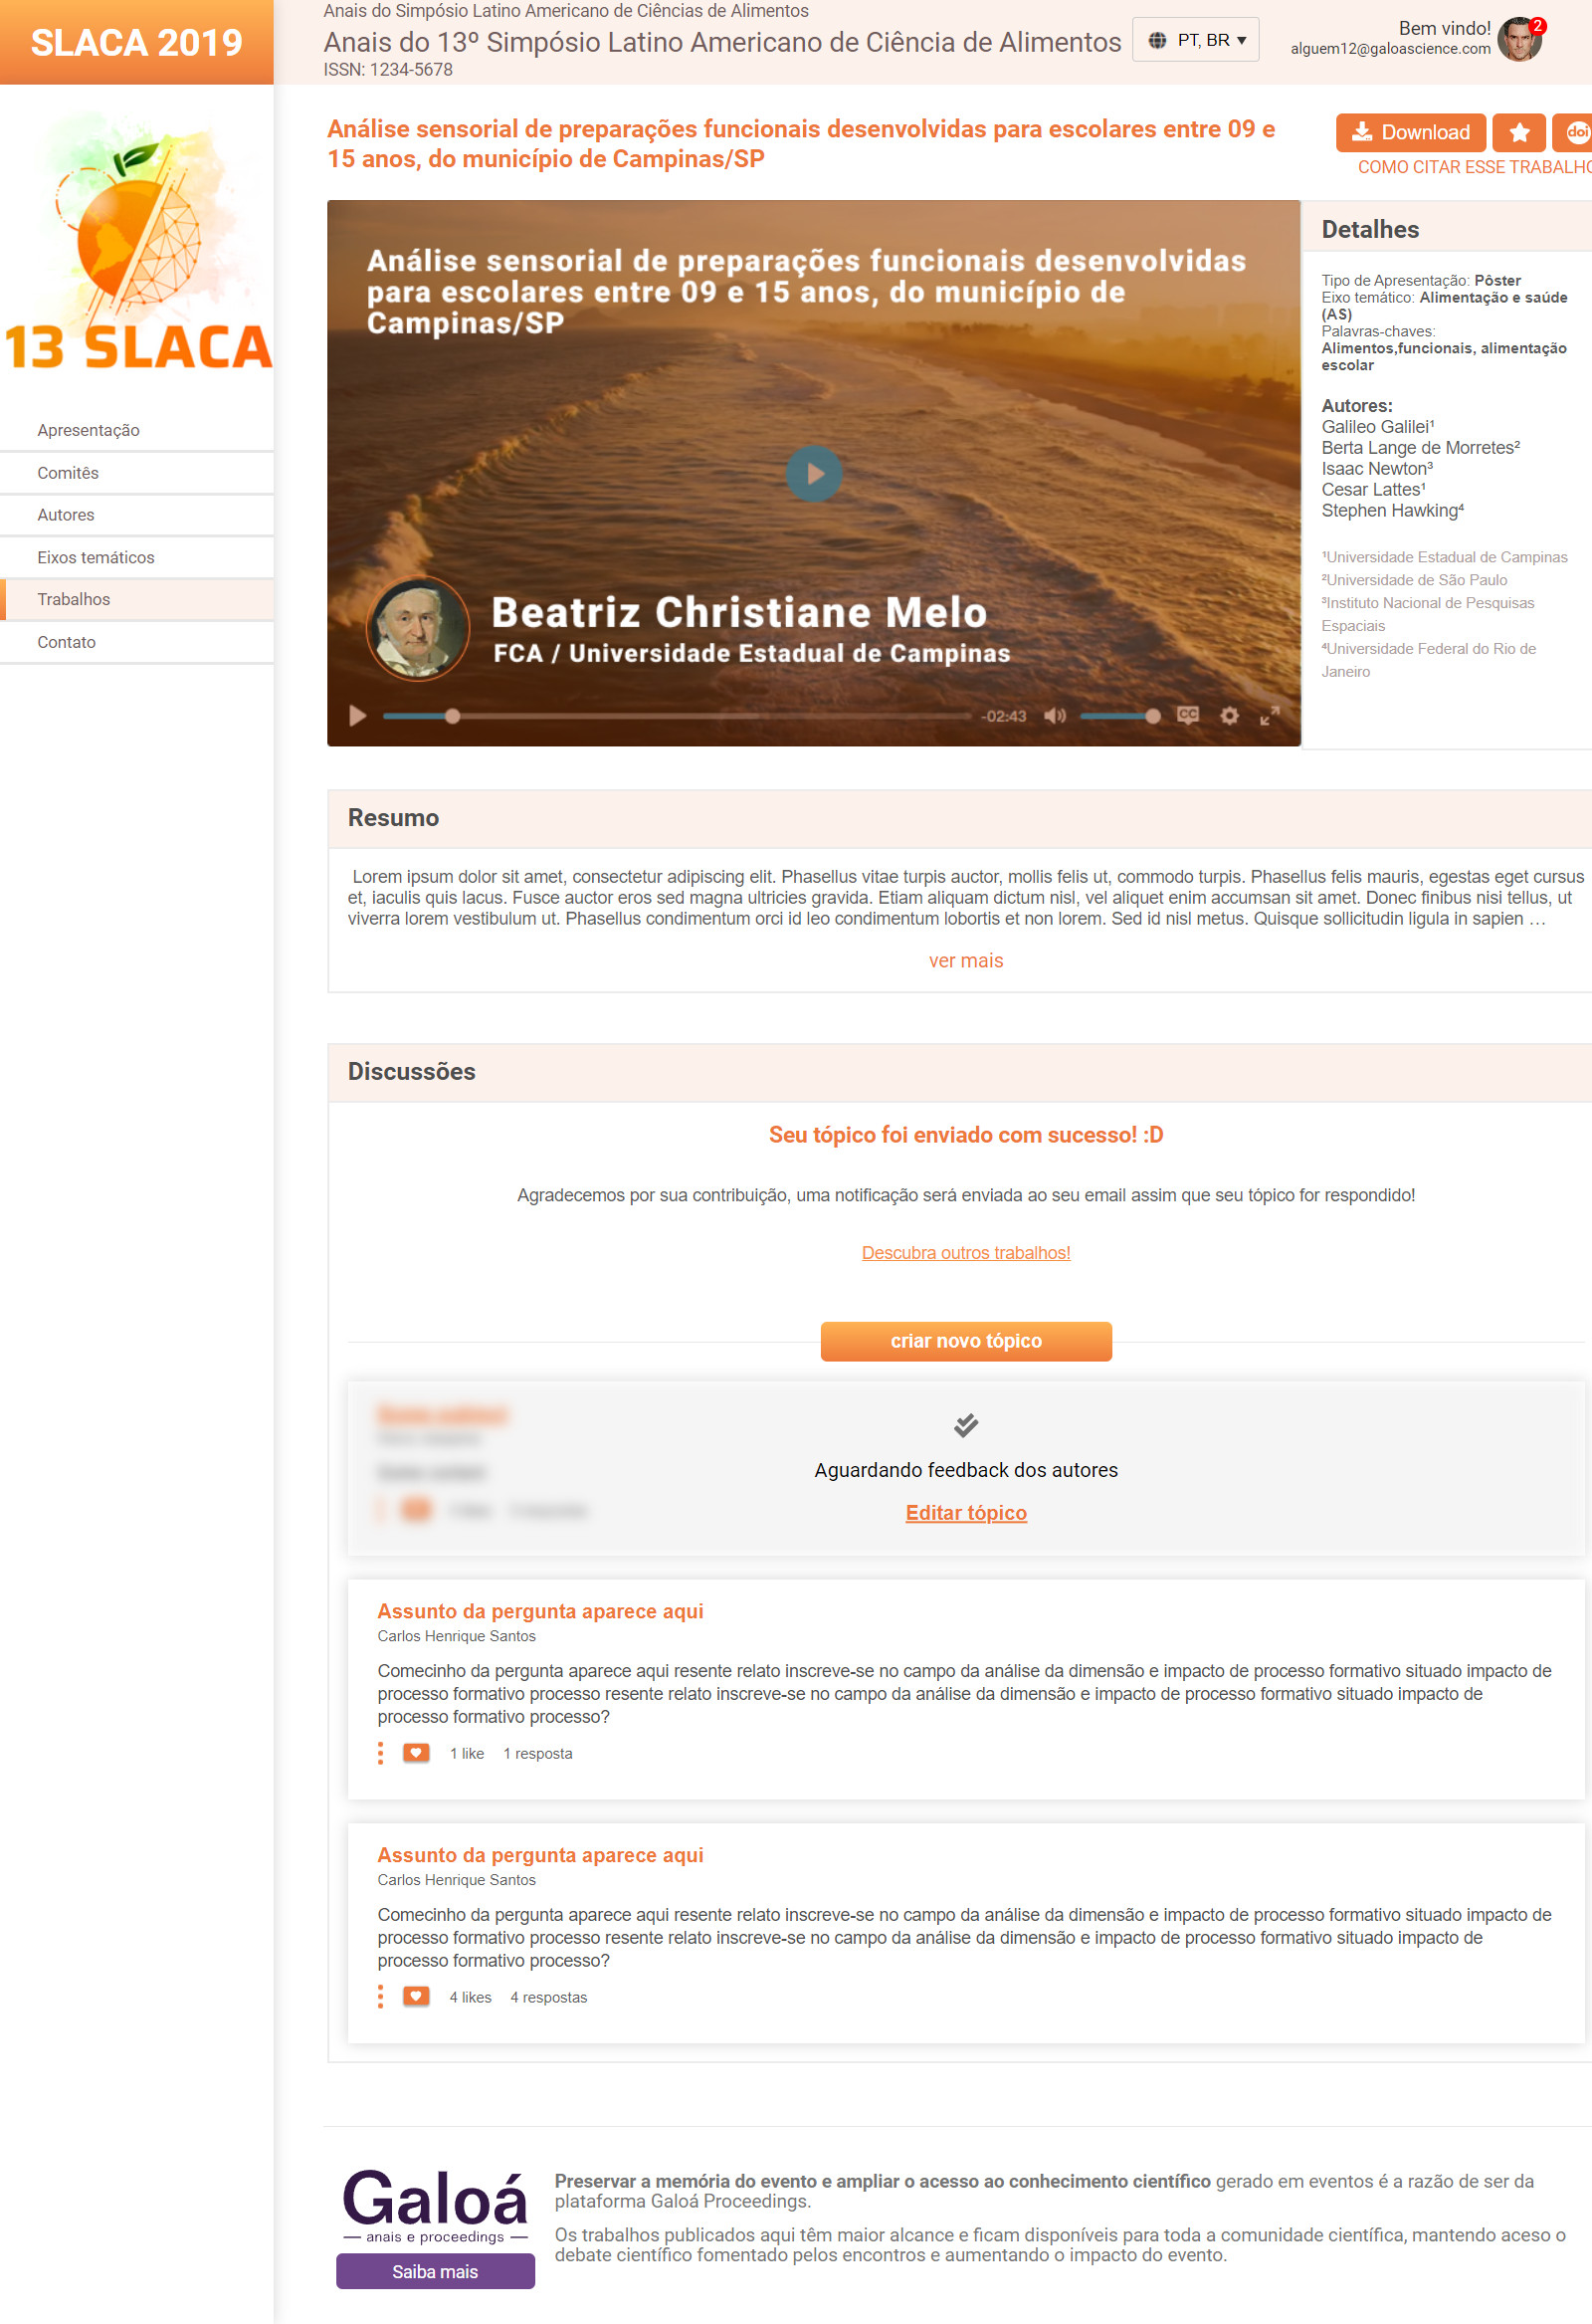 SLACA 2019
Anais do Simpósio Latino Americano de Ciências de Alimentos
Anais do 13º Simpósio Latino Americano de Ciência de Alimentos
ISSN: 1234-5678
PT, BR
Bem vindo!
alguem12@galoascience.com
2
13 SLACA
Apresentação
Comitês
Autores
Eixos temáticos
Trabalhos
Contato
Análise sensorial de preparações funcionais desenvolvidas para escolares entre 09 e
15 anos, do município de Campinas/SP
Download
doi
COMO CITAR ESSE TRABALHO
Análise sensorial de preparações funcionais desenvolvidas
para escolares entre 09 e 15 anos, do município de
Campinas/SP
Beatriz Christiane Melo
FCA / Universidade Estadual de Campinas
-02:43
CC
Detalhes
Tipo de Apresentação: Pôster
Eixo temático: Alimentação e saúde
(AS)
Palavras-chaves:
Alimentos,funcionais, alimentação
escolar
Autores:
Galileo Galilei¹
Berta Lange de Morretes²
Isaac Newton³
Cesar Lattes¹
Stephen Hawking⁴
¹Universidade Estadual de Campinas
²Universidade de São Paulo
³Instituto Nacional de Pesquisas
Espaciais
⁴Universidade Federal do Rio de
Janeiro
Resumo
Lorem ipsum dolor sit amet, consectetur adipiscing elit. Phasellus vitae turpis auctor, mollis felis ut, commodo turpis. Phasellus felis mauris, egestas eget cursus
et, iaculis quis lacus. Fusce auctor eros sed magna ultricies gravida. Etiam aliquam dictum nisl, vel aliquet enim accumsan sit amet. Donec finibus nisi tellus, ut
viverra lorem vestibulum ut. Phasellus condimentum orci id leo condimentum lobortis et non lorem. Sed id nisl metus. Quisque sollicitudin ligula in sapien …
ver mais
Discussões
Seu tópico foi enviado com sucesso! :D
Agradecemos por sua contribuição, uma notificação será enviada ao seu email assim que seu tópico for respondido!
Descubra outros trabalhos!
criar novo tópico
Aguardando feedback dos autores
Editar tópico
Assunto da pergunta aparece aqui
Carlos Henrique Santos
Comecinho da pergunta aparece aqui resente relato inscreve-se no campo da análise da dimensão e impacto de processo formativo situado impacto de
processo formativo processo resente relato inscreve-se no campo da análise da dimensão e impacto de processo formativo situado impacto de
processo formativo processo?
1 like 1 resposta
Assunto da pergunta aparece aqui
Carlos Henrique Santos
Comecinho da pergunta aparece aqui resente relato inscreve-se no campo da análise da dimensão e impacto de processo formativo situado impacto de
processo formativo processo resente relato inscreve-se no campo da análise da dimensão e impacto de processo formativo situado impacto de
processo formativo processo?
4 likes 4 respostas
Galoá
anais e proceedings
Saiba mais
Preservar a memória do evento e ampliar o acesso ao conhecimento científico gerado em eventos é a razão de ser da
plataforma Galoá Proceedings.
Os trabalhos publicados aqui têm maior alcance e ficam disponíveis para toda a comunidade científica, mantendo aceso o
debate científico fomentado pelos encontros e aumentando o impacto do evento.